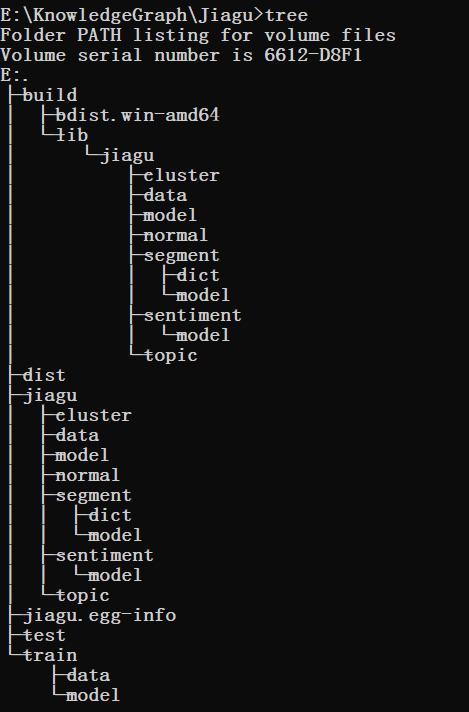 E:\KnowledgeGraph\Jiagu>tree
Folder PATH listing for volume files
Volume serial number is 6612-D8F1
E:.
├─build
│  ├─bdist.win-amd64
│  └─lib
│      └─jiagu
│          ├─cluster
│          ├─data
│          ├─model
│          ├─normal
│          ├─segment
│          │  ├─dict
│          │  └─model
│          ├─sentiment
│          │  └─model
│          └─topic
├─dist
├─jiagu
│  ├─cluster
│  ├─data
│  ├─model
│  ├─normal
│  ├─segment
│  │  ├─dict
│  │  └─model
│  ├─sentiment
│  │  └─model
│  └─topic
├─jiagu.egg-info
├─test
└─train
    ├─data
    └─model